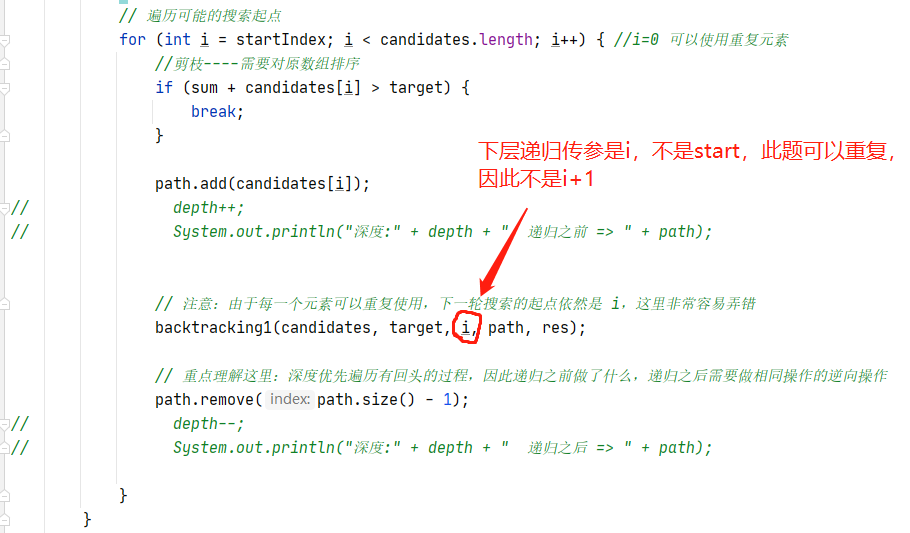 // 遍历可能的搜索起点
for (int i = startIndex; i < candidates.length; i++) { //i=0 可以使用重复元素
//剪枝----需要对原数组排序
if (sum + candidates[i] > target) {
break;
}
下层递归传参是i，不是start，此题可以重复，
因此不是i+1
path.add(candidates[i]);
// depth++;
// System.out.println("深度:" + depth + "  递归之前 => " + path);
// 注意：由于每一个元素可以重复使用，下一轮搜索的起点依然是 i，这里非常容易弄错
backtracking1(candidates, target, i, path, res);
// 重点理解这里：深度优先遍历有回头的过程，因此递归之前做了什么，递归之后需要做相同操作的逆向操作
path.remove( index: path.size() - 1);
// depth--;
// System.out.println("深度:" + depth + "  递归之后 => " + path);
}
}